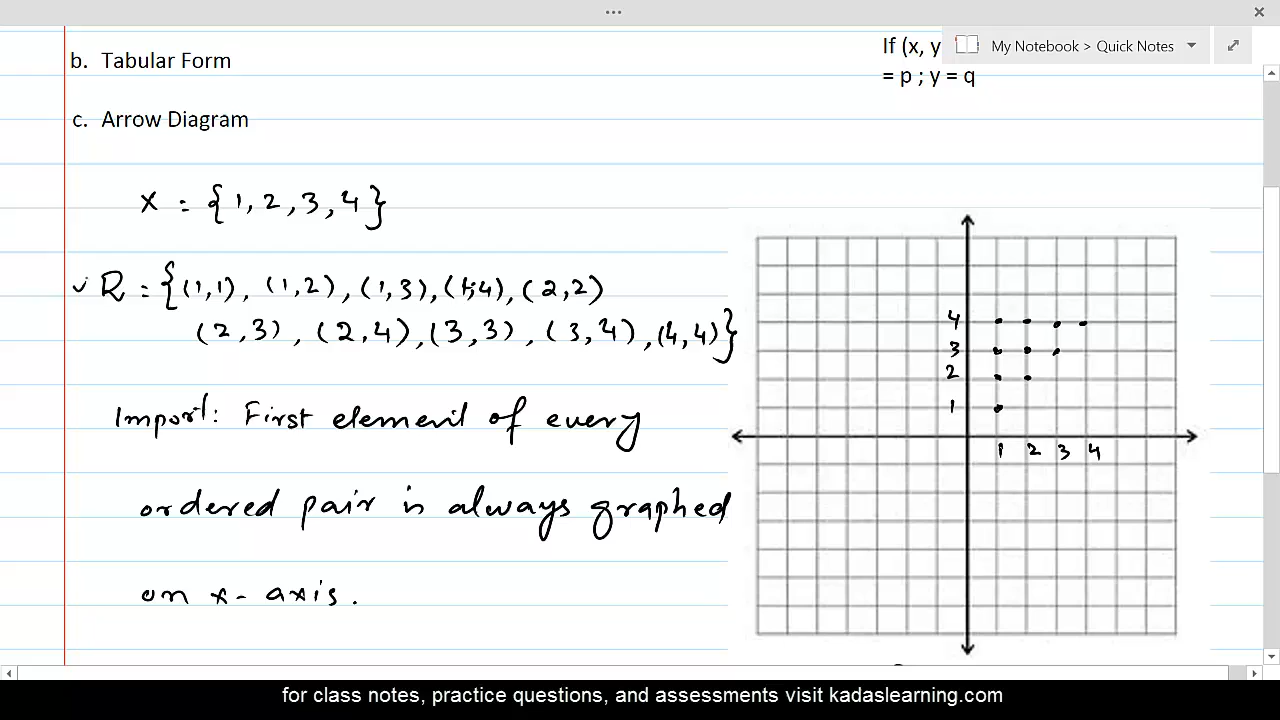 My Notebook > Quick Notes
b. Tabular Form
If (x, y
= p ; y = q
c. Arrow Diagram
X = {1, 2, 3, 4}
R = {(1,1), (1,2), (1,3), (1,4), (2,2)
(2,3), (2,4), (3,3), (3,4), (4,4)}
Import: First element of every
ordered pair is always graphed
on x-axis.
4
3
2
1
1 2 3 4
for class notes, practice questions, and assessments visit kadaslearning.com